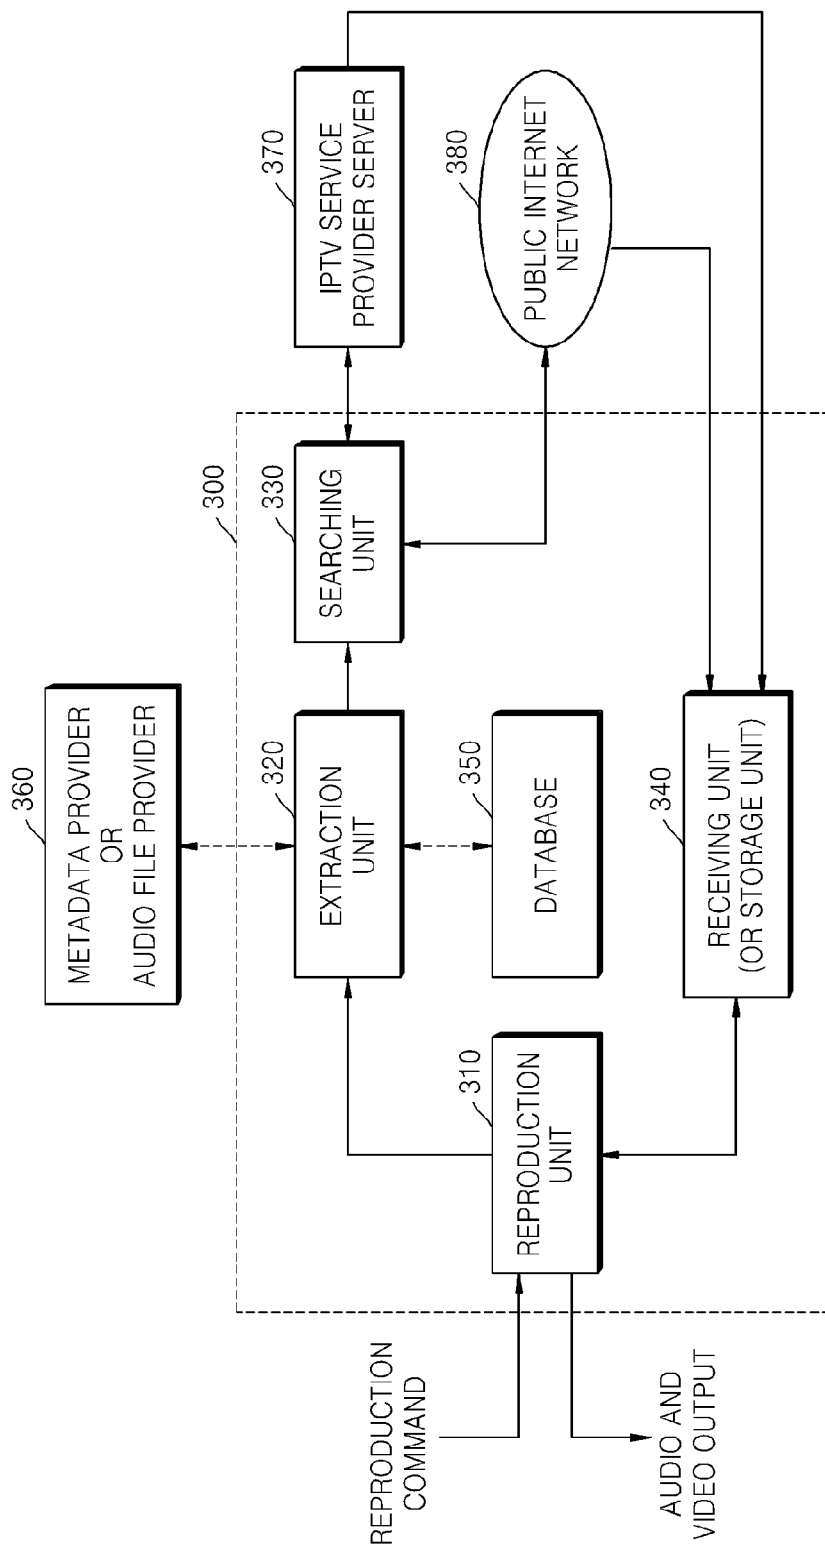 360
METADATA PROVIDER
OR
AUDIO FILE PROVIDER
300
320
EXTRACTION
UNIT
330
SEARCHING
UNIT
370
IPTV SERVICE
PROVIDER SERVER
REPRODUCTION
COMMAND
310
REPRODUCTION
UNIT
350
DATABASE
380
PUBLIC INTERNET
NETWORK
AUDIO AND
VIDEO OUTPUT
340
RECEIVING UNIT
(OR STORAGE UNIT)